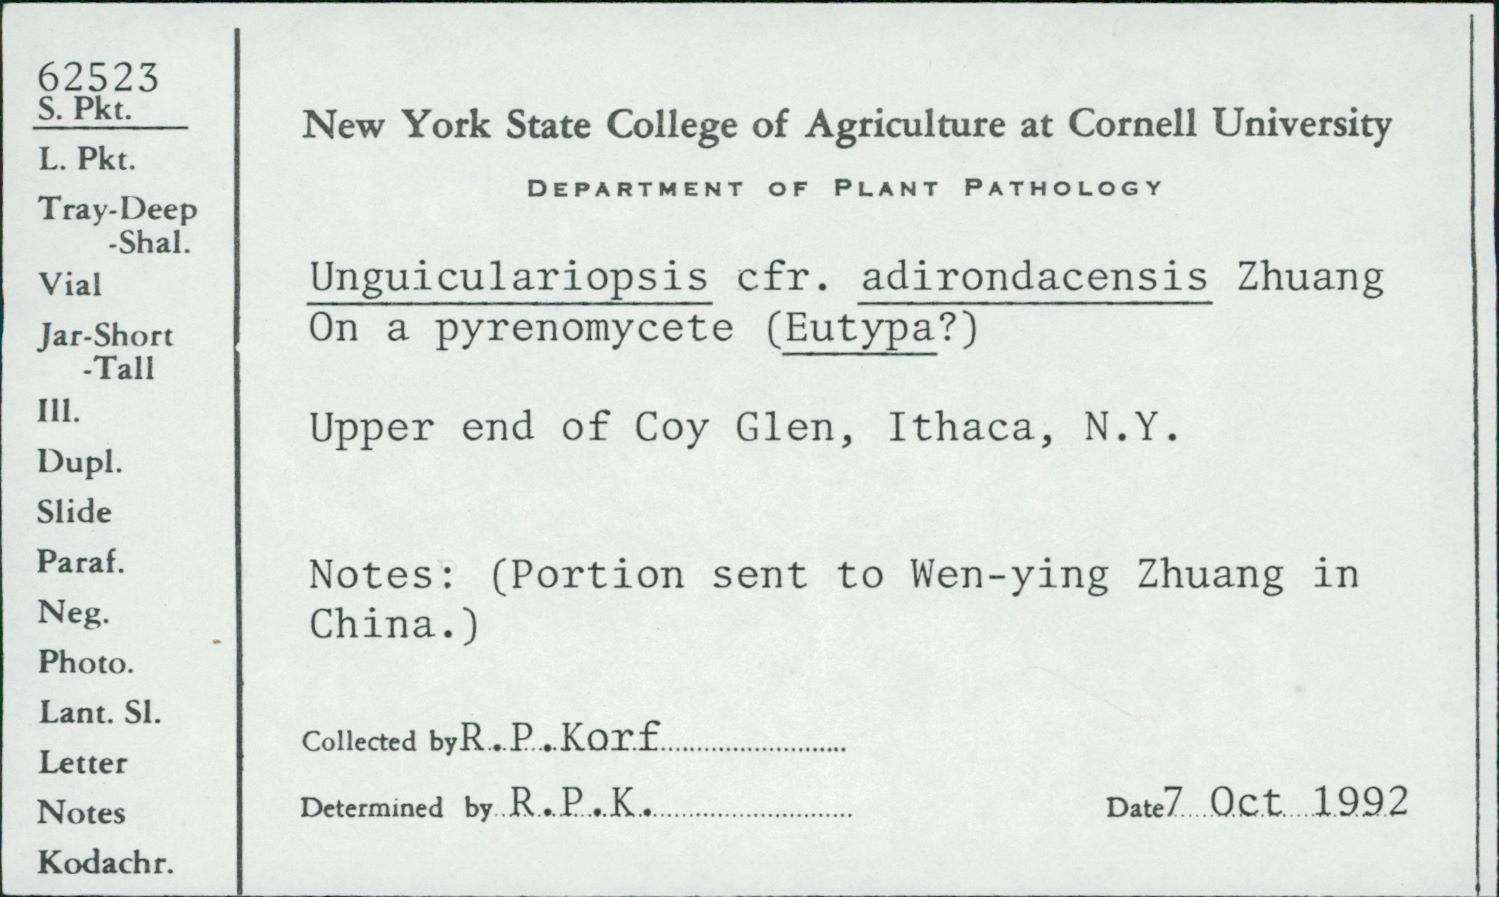 62523
S. Pkt.
L. Pkt.
Tray-Deep
-Shal.
Vial
Jar-Short
-Tall
Ill.
Dupl.
Slide
Paraf.
Neg.
Photo.
Lant. Sl.
Letter
Notes
Kodachr.
New York State College of Agriculture at Cornell University
DEPARTMENT OF PLANT PATHOLOGY
Unguiculariopsis cfr. adirondacensis Zhuang
On a pyrenomycete (Eutypa?)
Upper end of Coy Glen, Ithaca, N.Y.
Notes: (Portion sent to Wen-ying Zhuang in
China.)
Collected by R.P.Korf
Determined by R.P.K. Date 7 Oct 1992